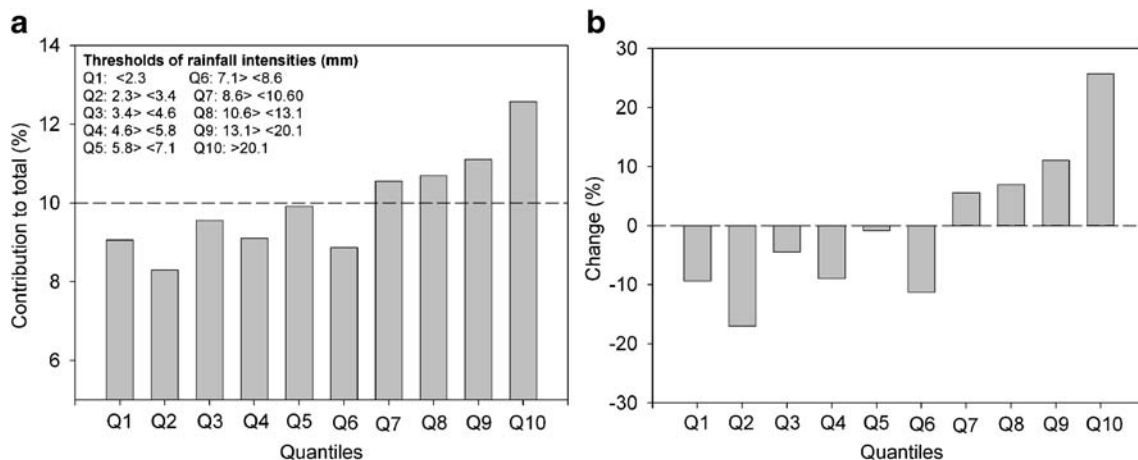 a
Thresholds of rainfall intensities (mm)
Q1: <2.3 Q6: 7.1> <8.6
Q2: 2.3> <3.4 Q7: 8.6> <10.60
Q3: 3.4> <4.6 Q8: 10.6> <13.1
Q4: 4.6> <5.8 Q9: 13.1> <20.1
Q5: 5.8> <7.1 Q10: >20.1
Contribution to total (%)
14
12
10
8
6
Q1 Q2 Q3 Q4 Q5 Q6 Q7 Q8 Q9 Q10
Quantiles
b
Change (%)
30
20
10
0
-10
-20
-30
Q1 Q2 Q3 Q4 Q5 Q6 Q7 Q8 Q9 Q10
Quantiles